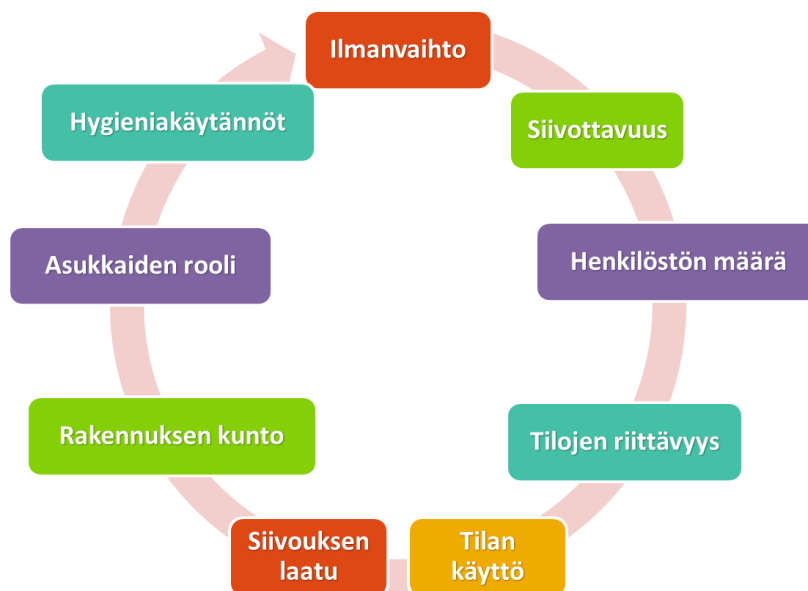 Ilmanvaihto
Siivottavuus
Henkilöstön määrä
Tilojen riittävyys
Tilan
käyttö
Siivouksen
laatu
Rakennuksen kunto
Asukkaiden rooli
Hygieniakäytännöt